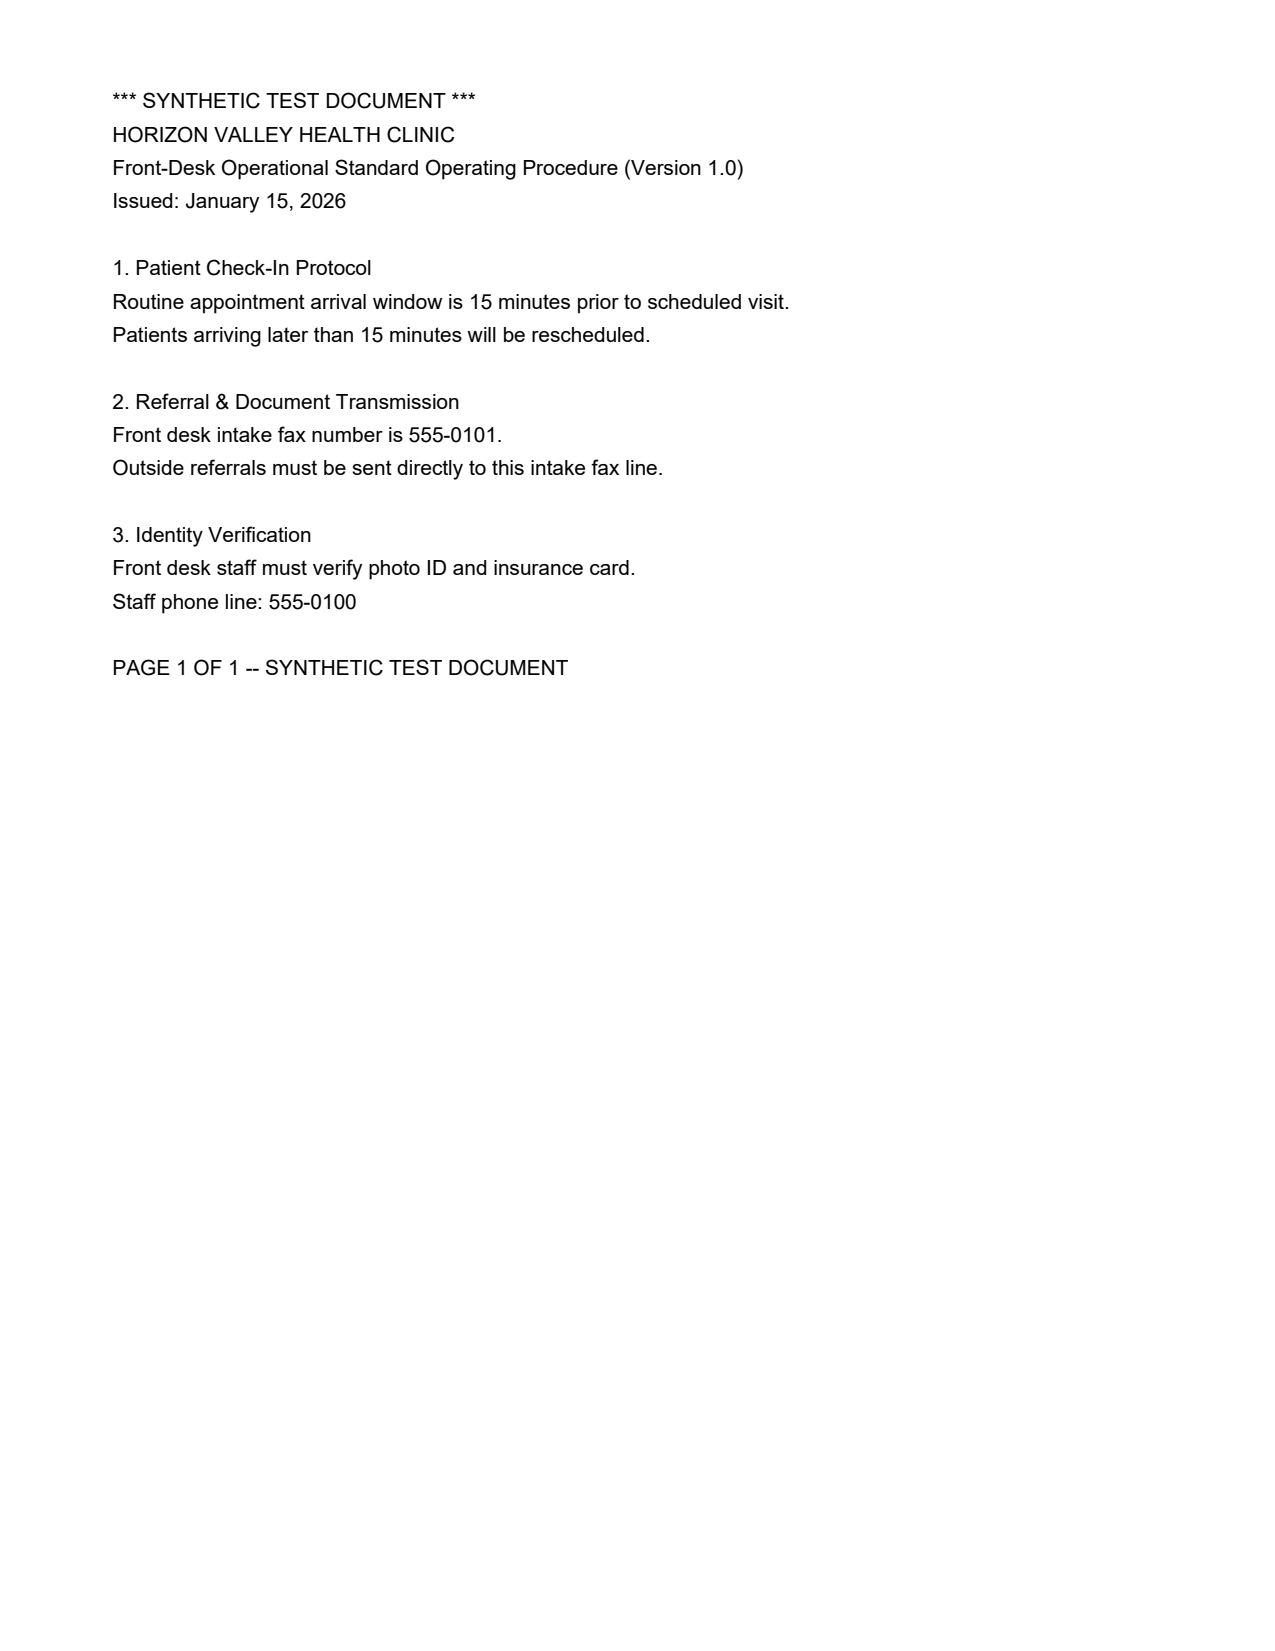 *** SYNTHETIC TEST DOCUMENT ***
HORIZON VALLEY HEALTH CLINIC
Front-Desk Operational Standard Operating Procedure (Version 1.0)
Issued: January 15, 2026
1. Patient Check-In Protocol
Routine appointment arrival window is 15 minutes prior to scheduled visit.
Patients arriving later than 15 minutes will be rescheduled.
2. Referral & Document Transmission
Front desk intake fax number is 555-0101.
Outside referrals must be sent directly to this intake fax line.
3. Identity Verification
Front desk staff must verify photo ID and insurance card.
Staff phone line: 555-0100
PAGE 1 OF 1 -- SYNTHETIC TEST DOCUMENT